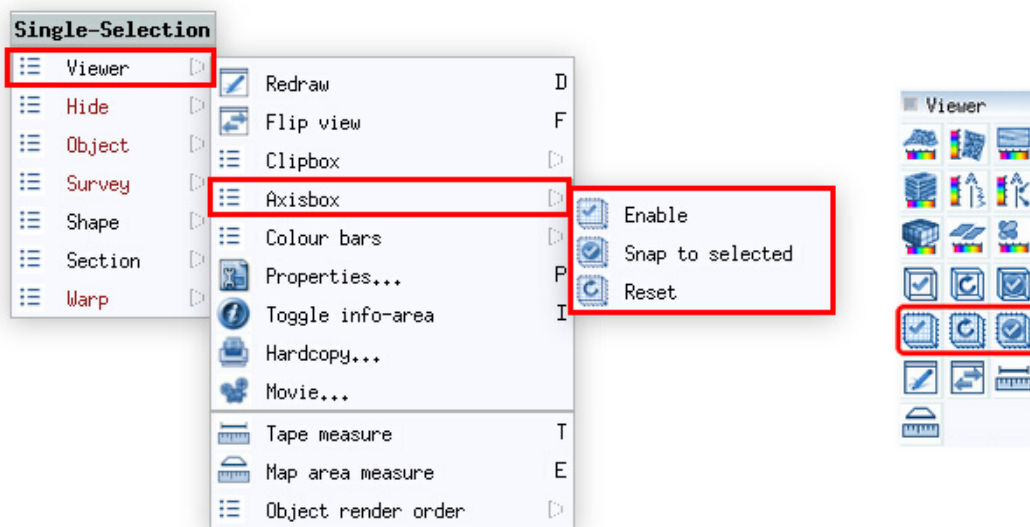 Single-Selection
Viewer
Hide
Object
Survey
Shape
Section
Warp
Redraw D
Flip view F
Clipbox
Axisbox
Colour bars
Properties... P
Toggle info-area I
Hardcopy...
Movie...
Tape measure T
Map area measure E
Object render order
Enable
Snap to selected
Reset
Viewer